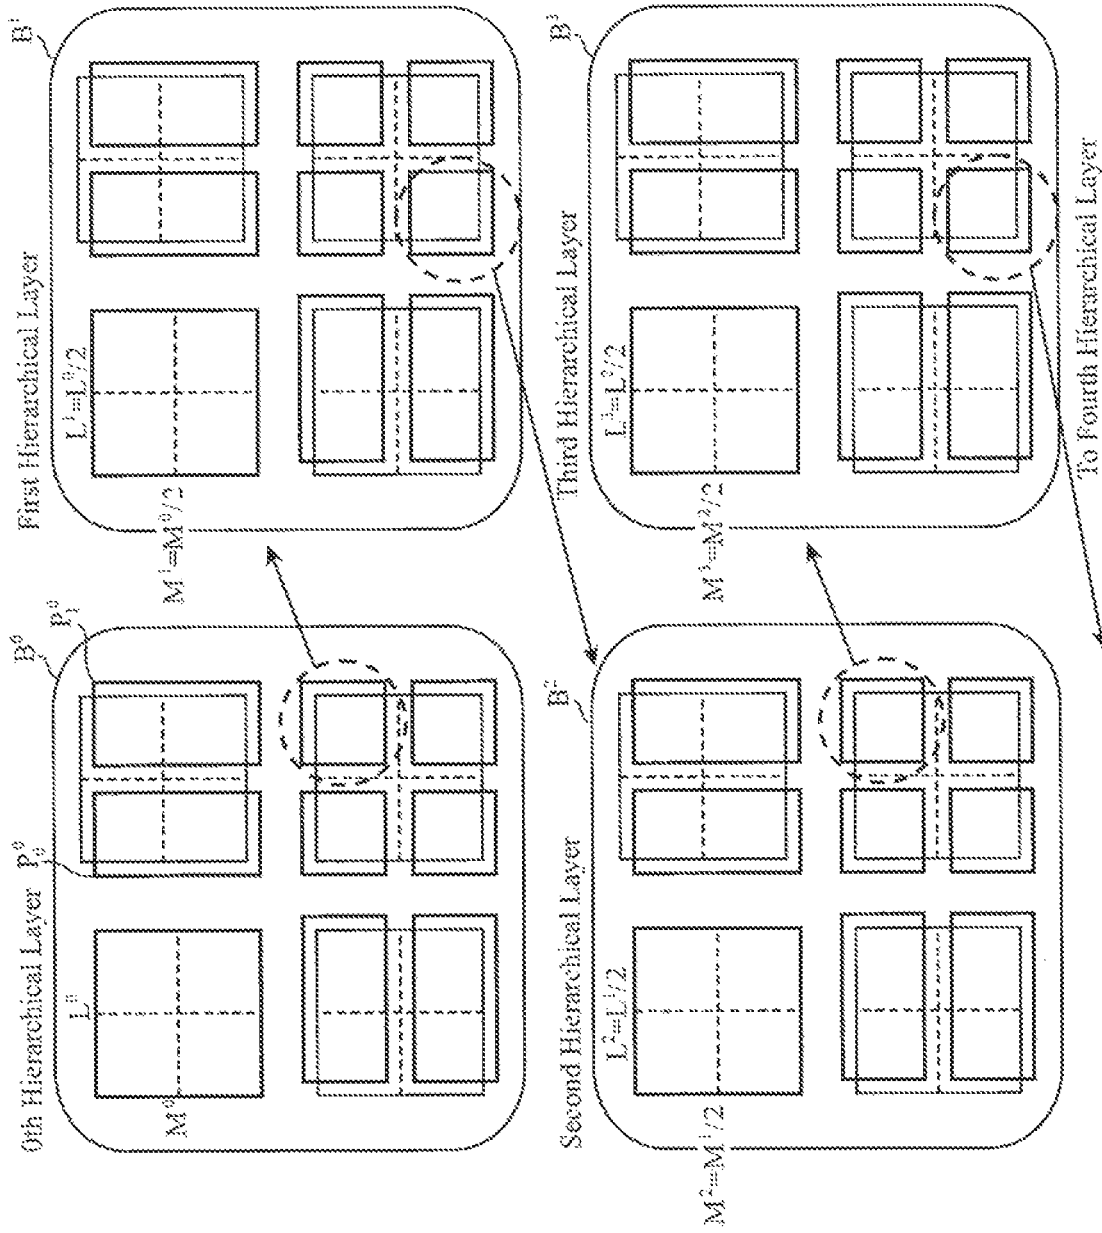 0th Hierarchical Layer
P⁰₀
B⁰
P⁰₁
L⁰
M⁰
First Hierarchical Layer
B¹
L¹=L⁰/2
M¹=M⁰/2
Second Hierarchical Layer
B²
L²=L¹/2
M²=M¹/2
Third Hierarchical Layer
B³
L³=L²/2
M³=M²/2
To Fourth Hierarchical Layer